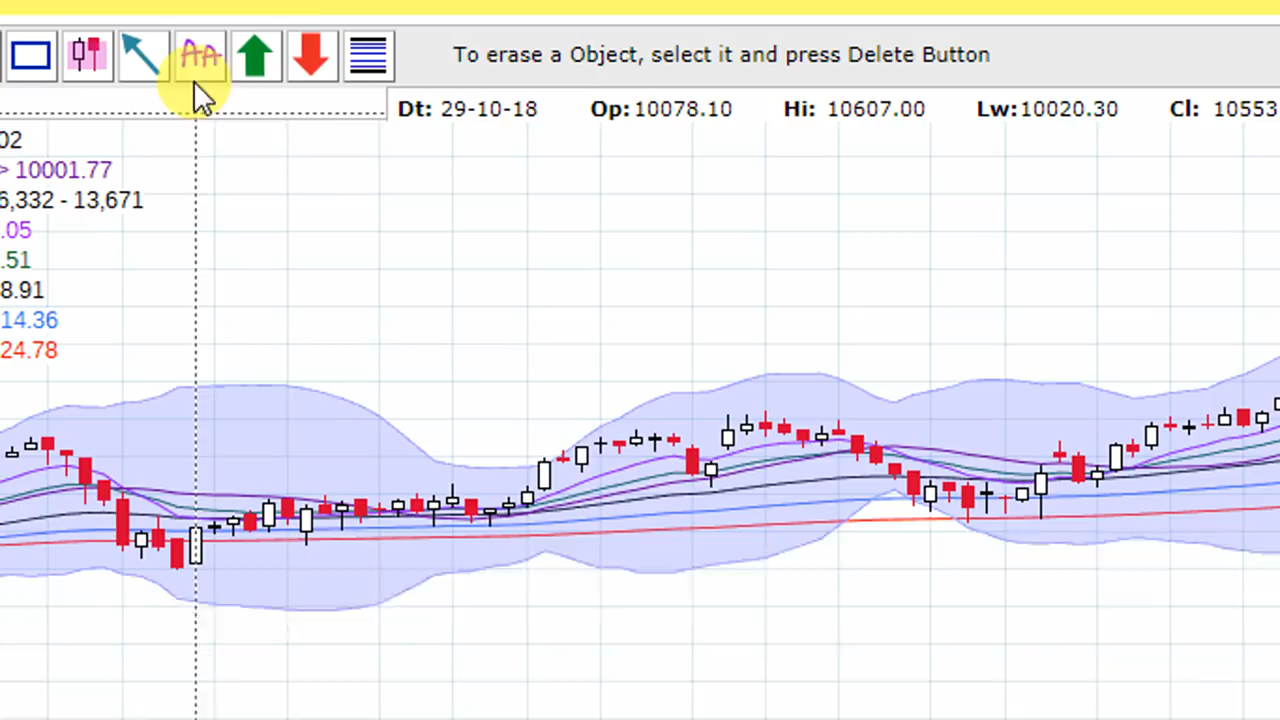 AA
To erase a Object, select it and press Delete Button
Dt: 29-10-18 Op:10078.10 Hi: 10607.00 Lw:10020.30 Cl: 10553
02
> 10001.77
6,332 - 13,671
.05
.51
8.91
14.36
24.78